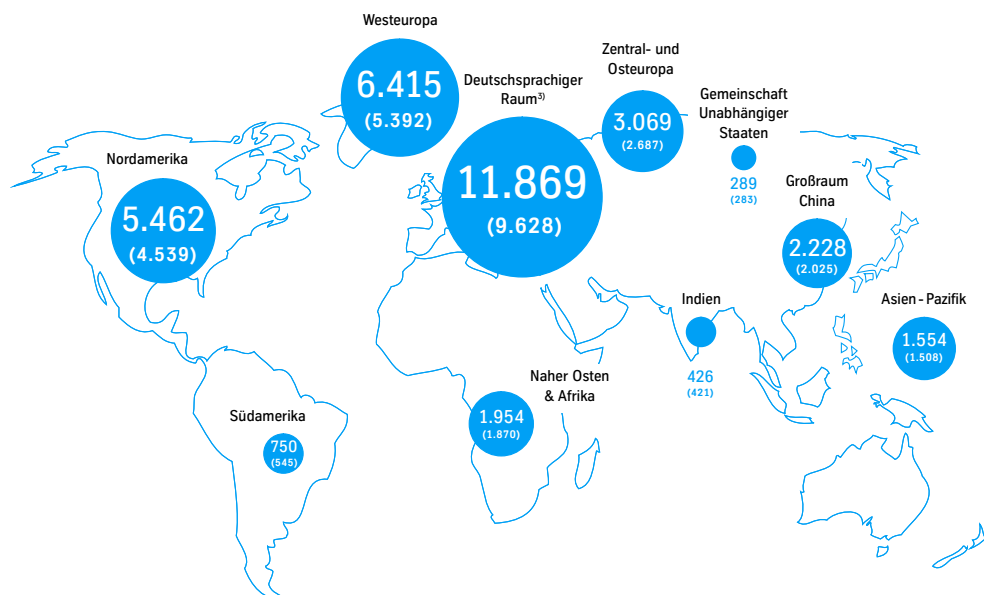 Westeuropa
6.415
(5.392)
Deutschsprachiger
Raum³⁾
11.869
(9.628)
Zentral- und
Osteuropa
3.069
(2.687)
Gemeinschaft
Unabhängiger
Staaten
289
(283)
Nordamerika
5.462
(4.539)
Großraum
China
2.228
(2.025)
Indien
426
(421)
Asien - Pazifik
1.554
(1.508)
Naher Osten
& Afrika
1.954
(1.870)
Südamerika
750
(545)